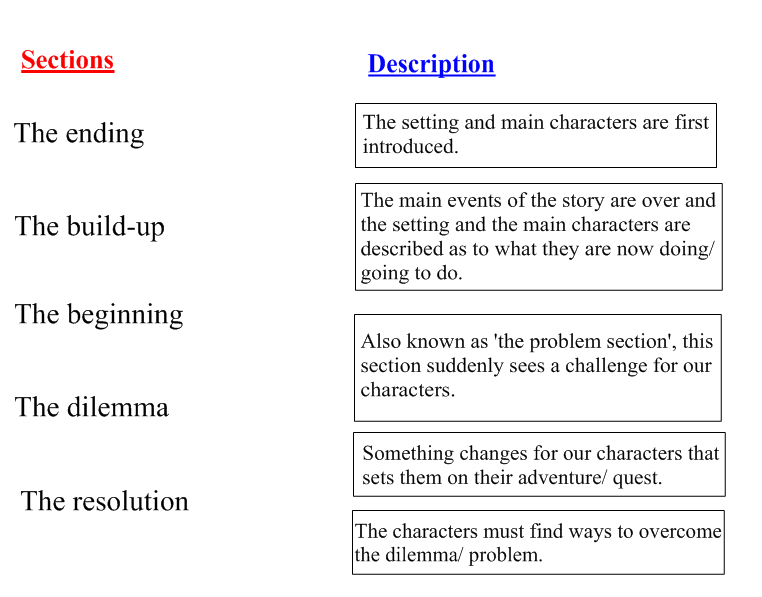 Sections
Description
The ending
The build-up
The beginning
The dilemma
The resolution
The setting and main characters are first
introduced.
The main events of the story are over and
the setting and the main characters are
described as to what they are now doing/
going to do.
Also known as 'the problem section', this
section suddenly sees a challenge for our
characters.
Something changes for our characters that
sets them on their adventure/ quest.
The characters must find ways to overcome
the dilemma/ problem.